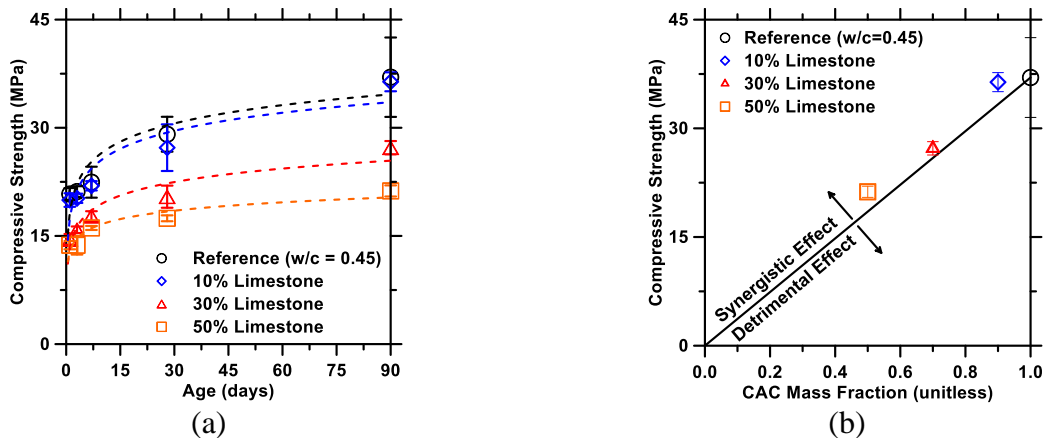 45
30
15
0
Compressive Strength (MPa)
Reference (w/c = 0.45)
10% Limestone
30% Limestone
50% Limestone
0 15 30 45 60 75 90
Age (days)
(a)
45
30
15
0
Compressive Strength (MPa)
Reference (w/c=0.45)
10% Limestone
30% Limestone
50% Limestone
Synergistic Effect
Detrimental Effect
0.0 0.2 0.4 0.6 0.8 1.0
CAC Mass Fraction (unitless)
(b)